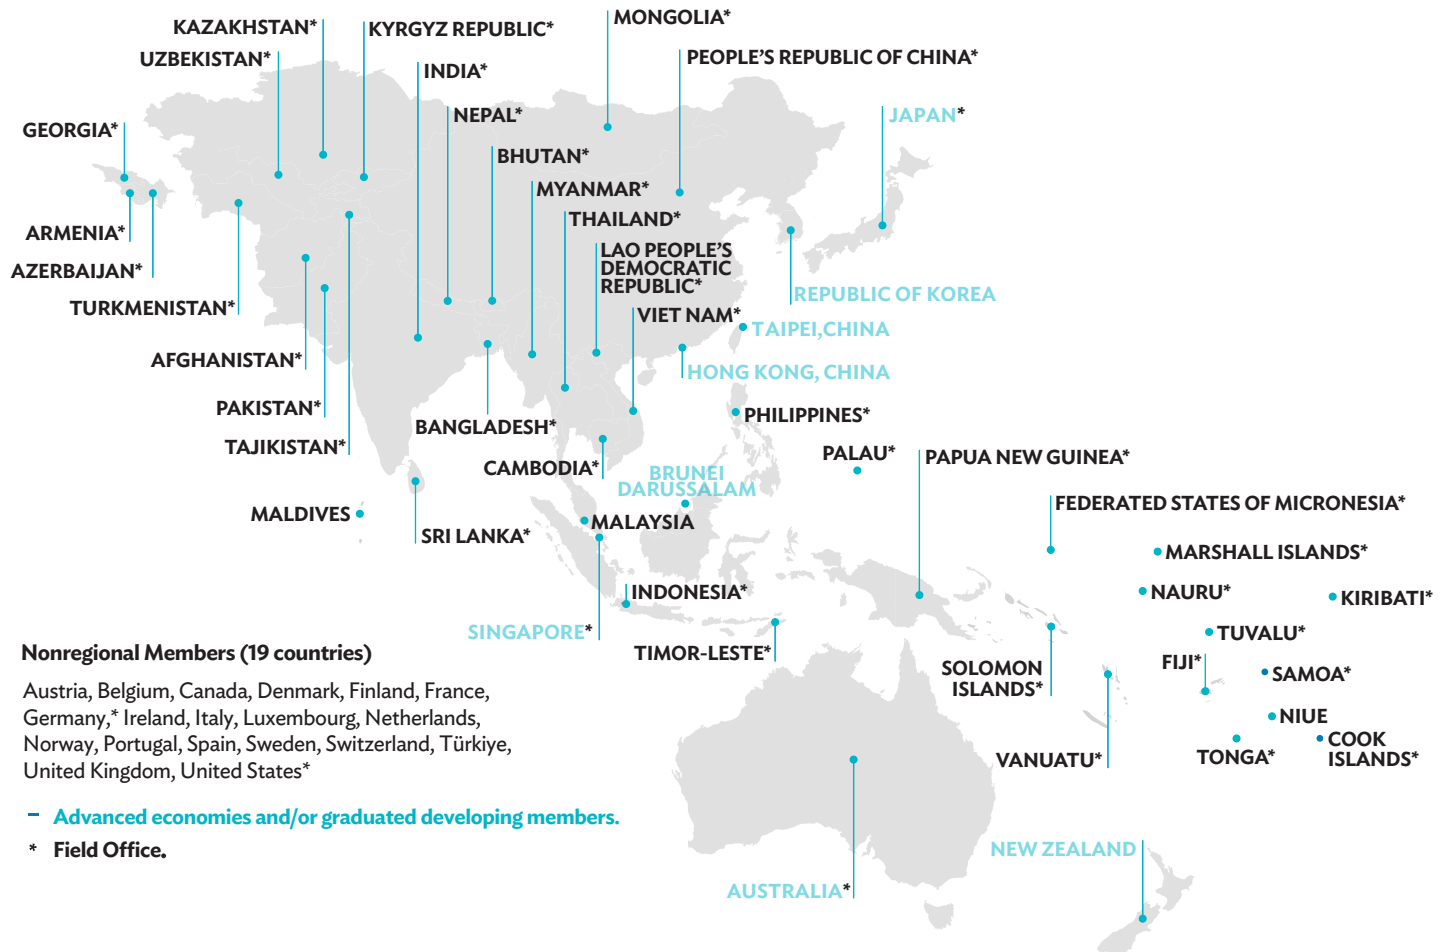 KAZAKHSTAN*
KYRGYZ REPUBLIC*
MONGOLIA*
UZBEKISTAN*
INDIA*
PEOPLE’S REPUBLIC OF CHINA*
GEORGIA*
NEPAL*
JAPAN*
BHUTAN*
MYANMAR*
THAILAND*
ARMENIA*
LAO PEOPLE’S
DEMOCRATIC
REPUBLIC*
AZERBAIJAN*
TURKMENISTAN*
REPUBLIC OF KOREA
VIET NAM*
TAIPEI,CHINA
AFGHANISTAN*
HONG KONG, CHINA
PAKISTAN*
BANGLADESH*
PHILIPPINES*
TAJIKISTAN*
CAMBODIA*
BRUNEI
DARUSSALAM
PALAU*
PAPUA NEW GUINEA*
MALDIVES
SRI LANKA*
MALAYSIA
FEDERATED STATES OF MICRONESIA*
MARSHALL ISLANDS*
INDONESIA*
NAURU*
KIRIBATI*
SINGAPORE*
TIMOR-LESTE*
TUVALU*
SOLOMON
ISLANDS*
FIJI*
SAMOA*
NIUE
VANUATU*
TONGA*
COOK
ISLANDS*
Nonregional Members (19 countries)
Austria, Belgium, Canada, Denmark, Finland, France,
Germany,* Ireland, Italy, Luxembourg, Netherlands,
Norway, Portugal, Spain, Sweden, Switzerland, Türkiye,
United Kingdom, United States*
– Advanced economies and/or graduated developing members.
* Field Office.
AUSTRALIA*
NEW ZEALAND